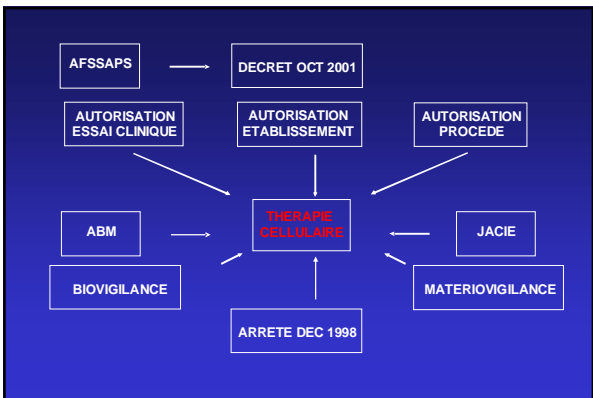 AFSSAPS
DECRET OCT 2001
AUTORISATION
ESSAI CLINIQUE
AUTORISATION
ETABLISSEMENT
AUTORISATION
PROCEDE
THERAPIE
CELLULAIRE
ABM
JACIE
BIOVIGILANCE
MATERIOVIGILANCE
ARRETE DEC 1998